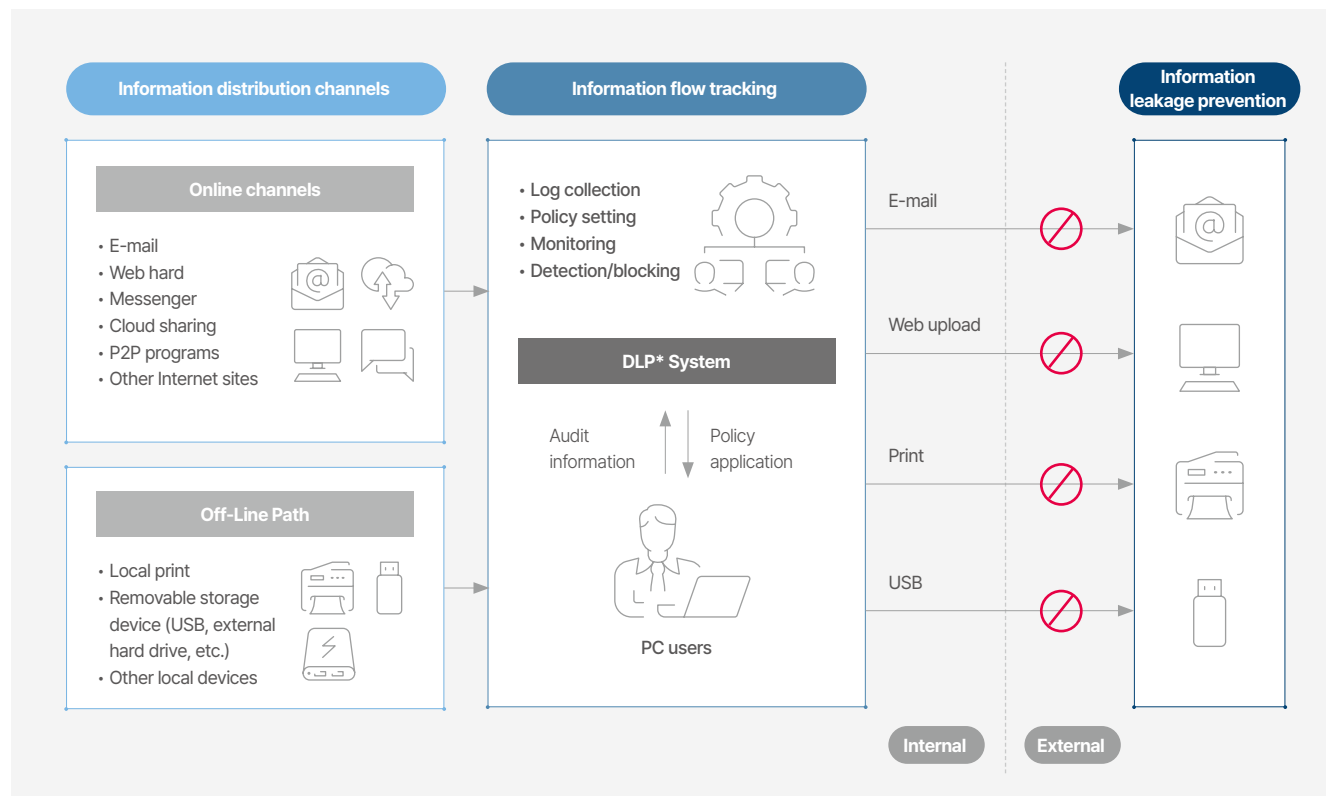 Information distribution channels
Online channels
• E-mail
• Web hard
• Messenger
• Cloud sharing
• P2P programs
• Other Internet sites
Off-Line Path
• Local print
• Removable storage
device (USB, external
hard drive, etc.)
• Other local devices
Information flow tracking
• Log collection
• Policy setting
• Monitoring
• Detection/blocking
DLP* System
Audit
information
Policy
application
PC users
E-mail
Web upload
Print
USB
Internal
External
Information
leakage prevention
@
@